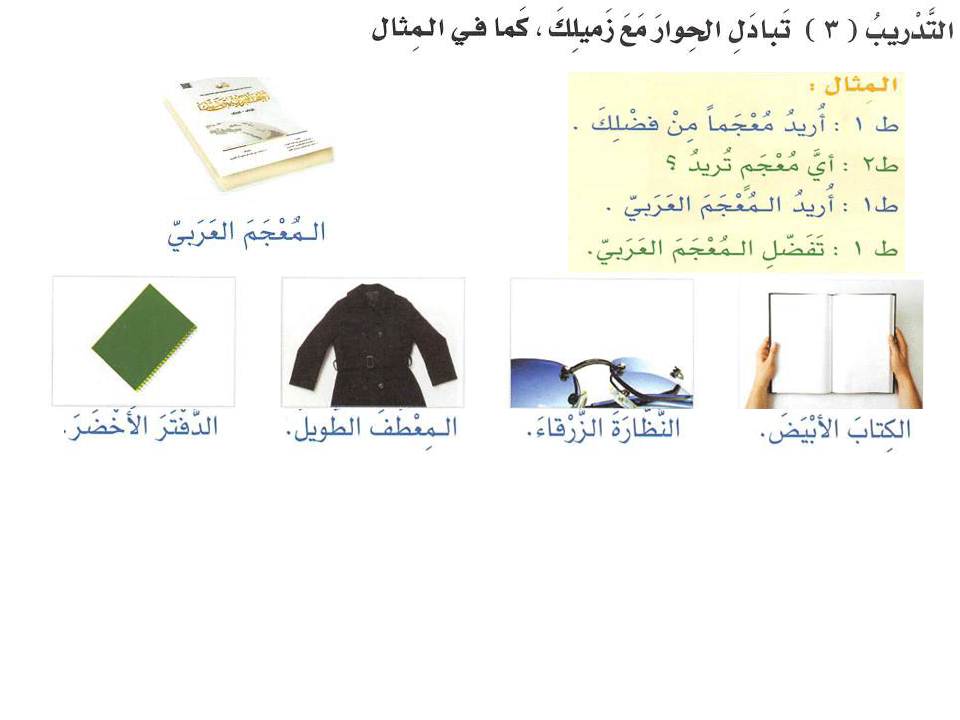 التَّدْريبُ ( ٣ ) تَبادَلِ الحِوارَ مَعَ زَميلِكَ ، كَما في المِثال
المِثال :
ط ١ : أُريدُ مُعْجَماً مِنْ فضْلِكَ .
ط٢ : أيَّ مُعْجَمٍ تُريدُ ؟
ط١ : أُريدُ المُعْجَمَ العَرَبيّ .
ط ١ : تَفَضّلِ المُعْجَمَ العَرَبيّ.
المُعْجَمَ العَرَبيّ
الكِتابَ الأبْيَضَ.
النَّظّارَةَ الزَّرْقاءَ.
المِعْطَفَ الطَّويلَ.
الدَّفْتَرَ الأَخْضَرَ.